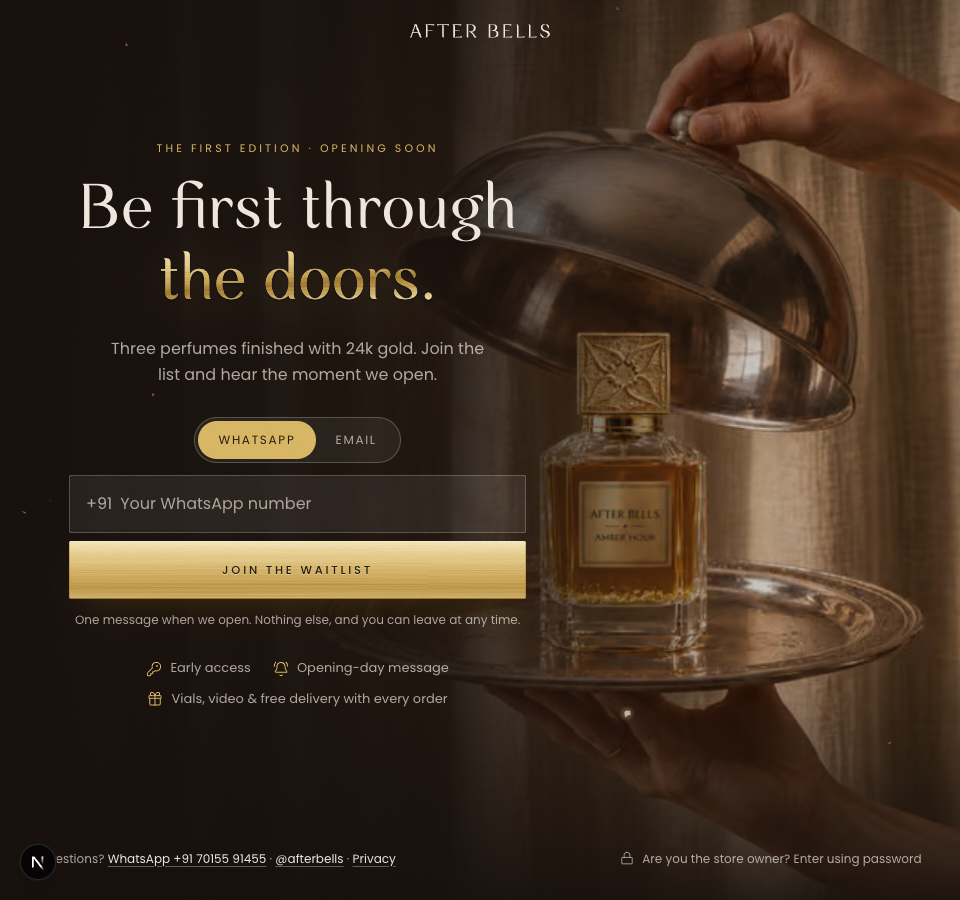 AFTER BELLS
THE FIRST EDITION · OPENING SOON
Be first through
the doors.
Three perfumes finished with 24k gold. Join the
list and hear the moment we open.
WHATSAPP EMAIL
+91 Your WhatsApp number
JOIN THE WAITLIST
One message when we open. Nothing else, and you can leave at any time.
Early access Opening-day message
Vials, video & free delivery with every order
AFTER BELLS
AMBER HOUR
N
estions? WhatsApp +91 70155 91455 · @afterbells · Privacy
Are you the store owner? Enter using password